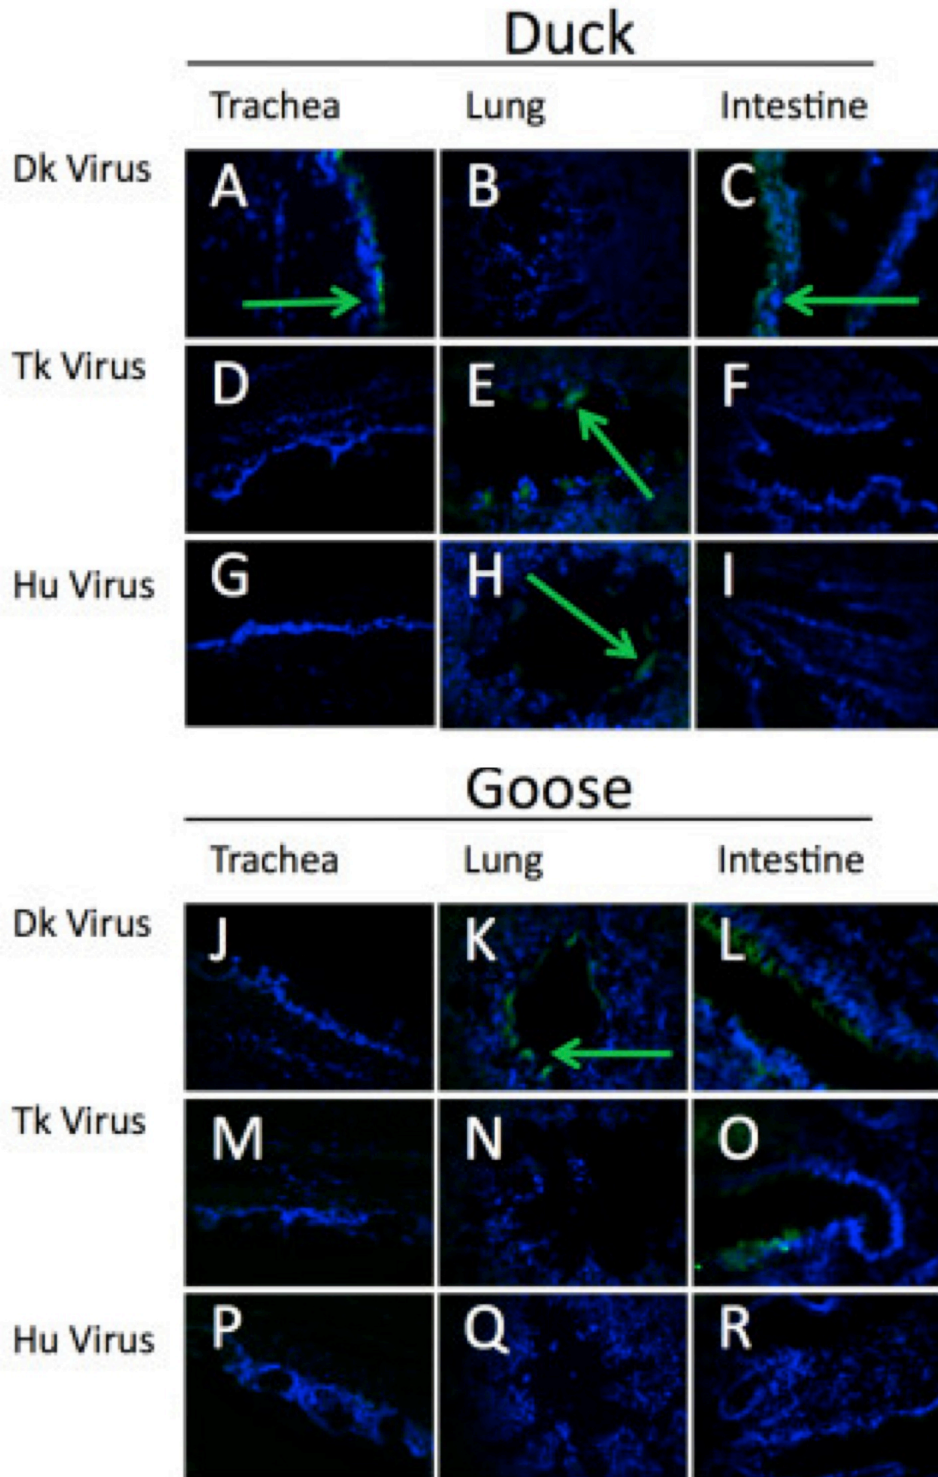 Duck
Trachea Lung Intestine
Dk Virus A B C
Tk Virus D E F
Hu Virus G H I
Goose
Trachea Lung Intestine
Dk Virus J K L
Tk Virus M N O
Hu Virus P Q R